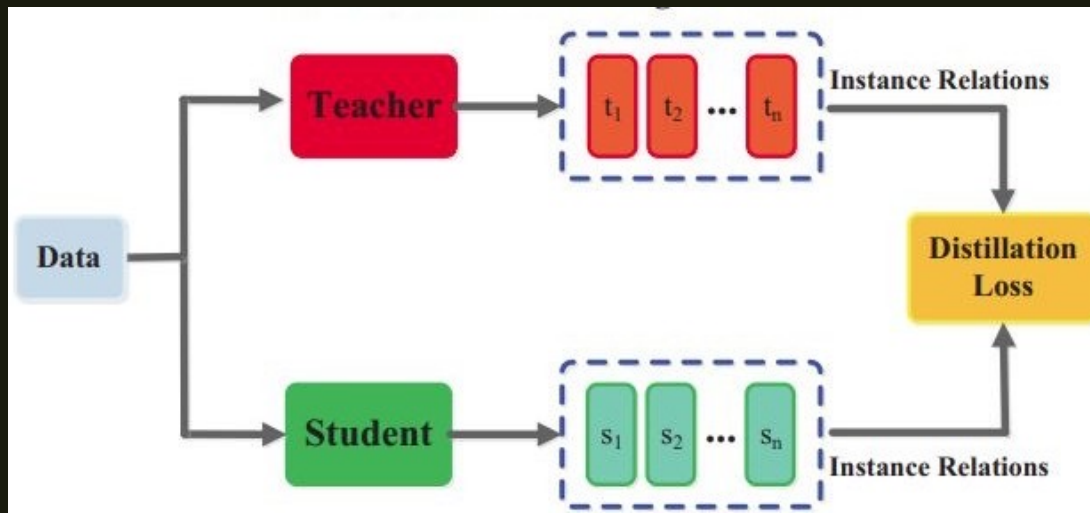 Teacher
t₁ t₂ ... tₙ
Instance Relations
Data
Distillation
Loss
Student
s₁ s₂ ... sₙ
Instance Relations